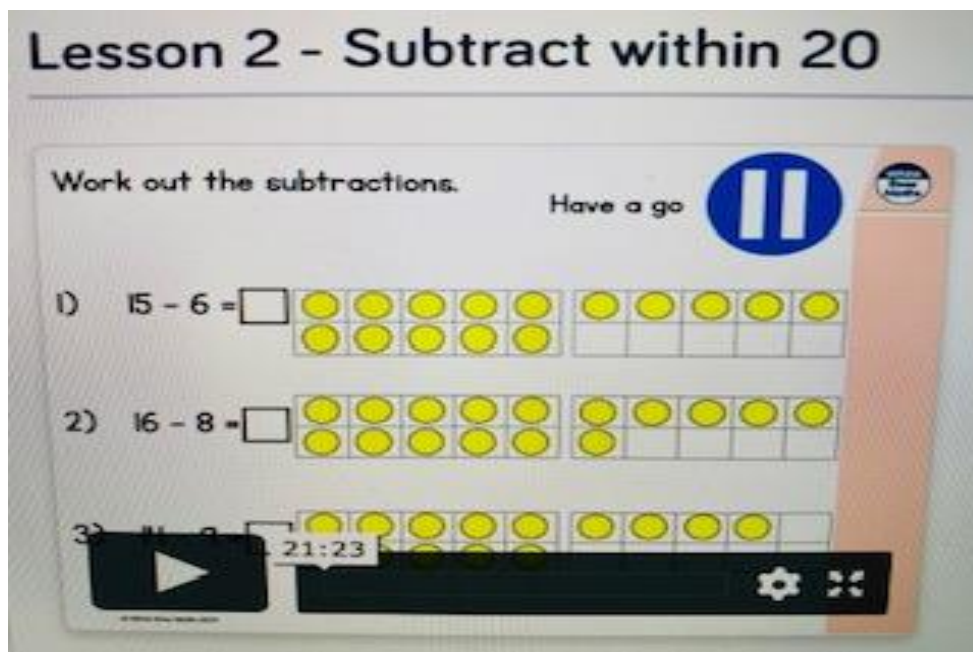 Lesson 2 - Subtract within 20
Work out the subtractions.
Have a go
1) 15 - 6 =
2) 16 - 8 =
3)
21:23